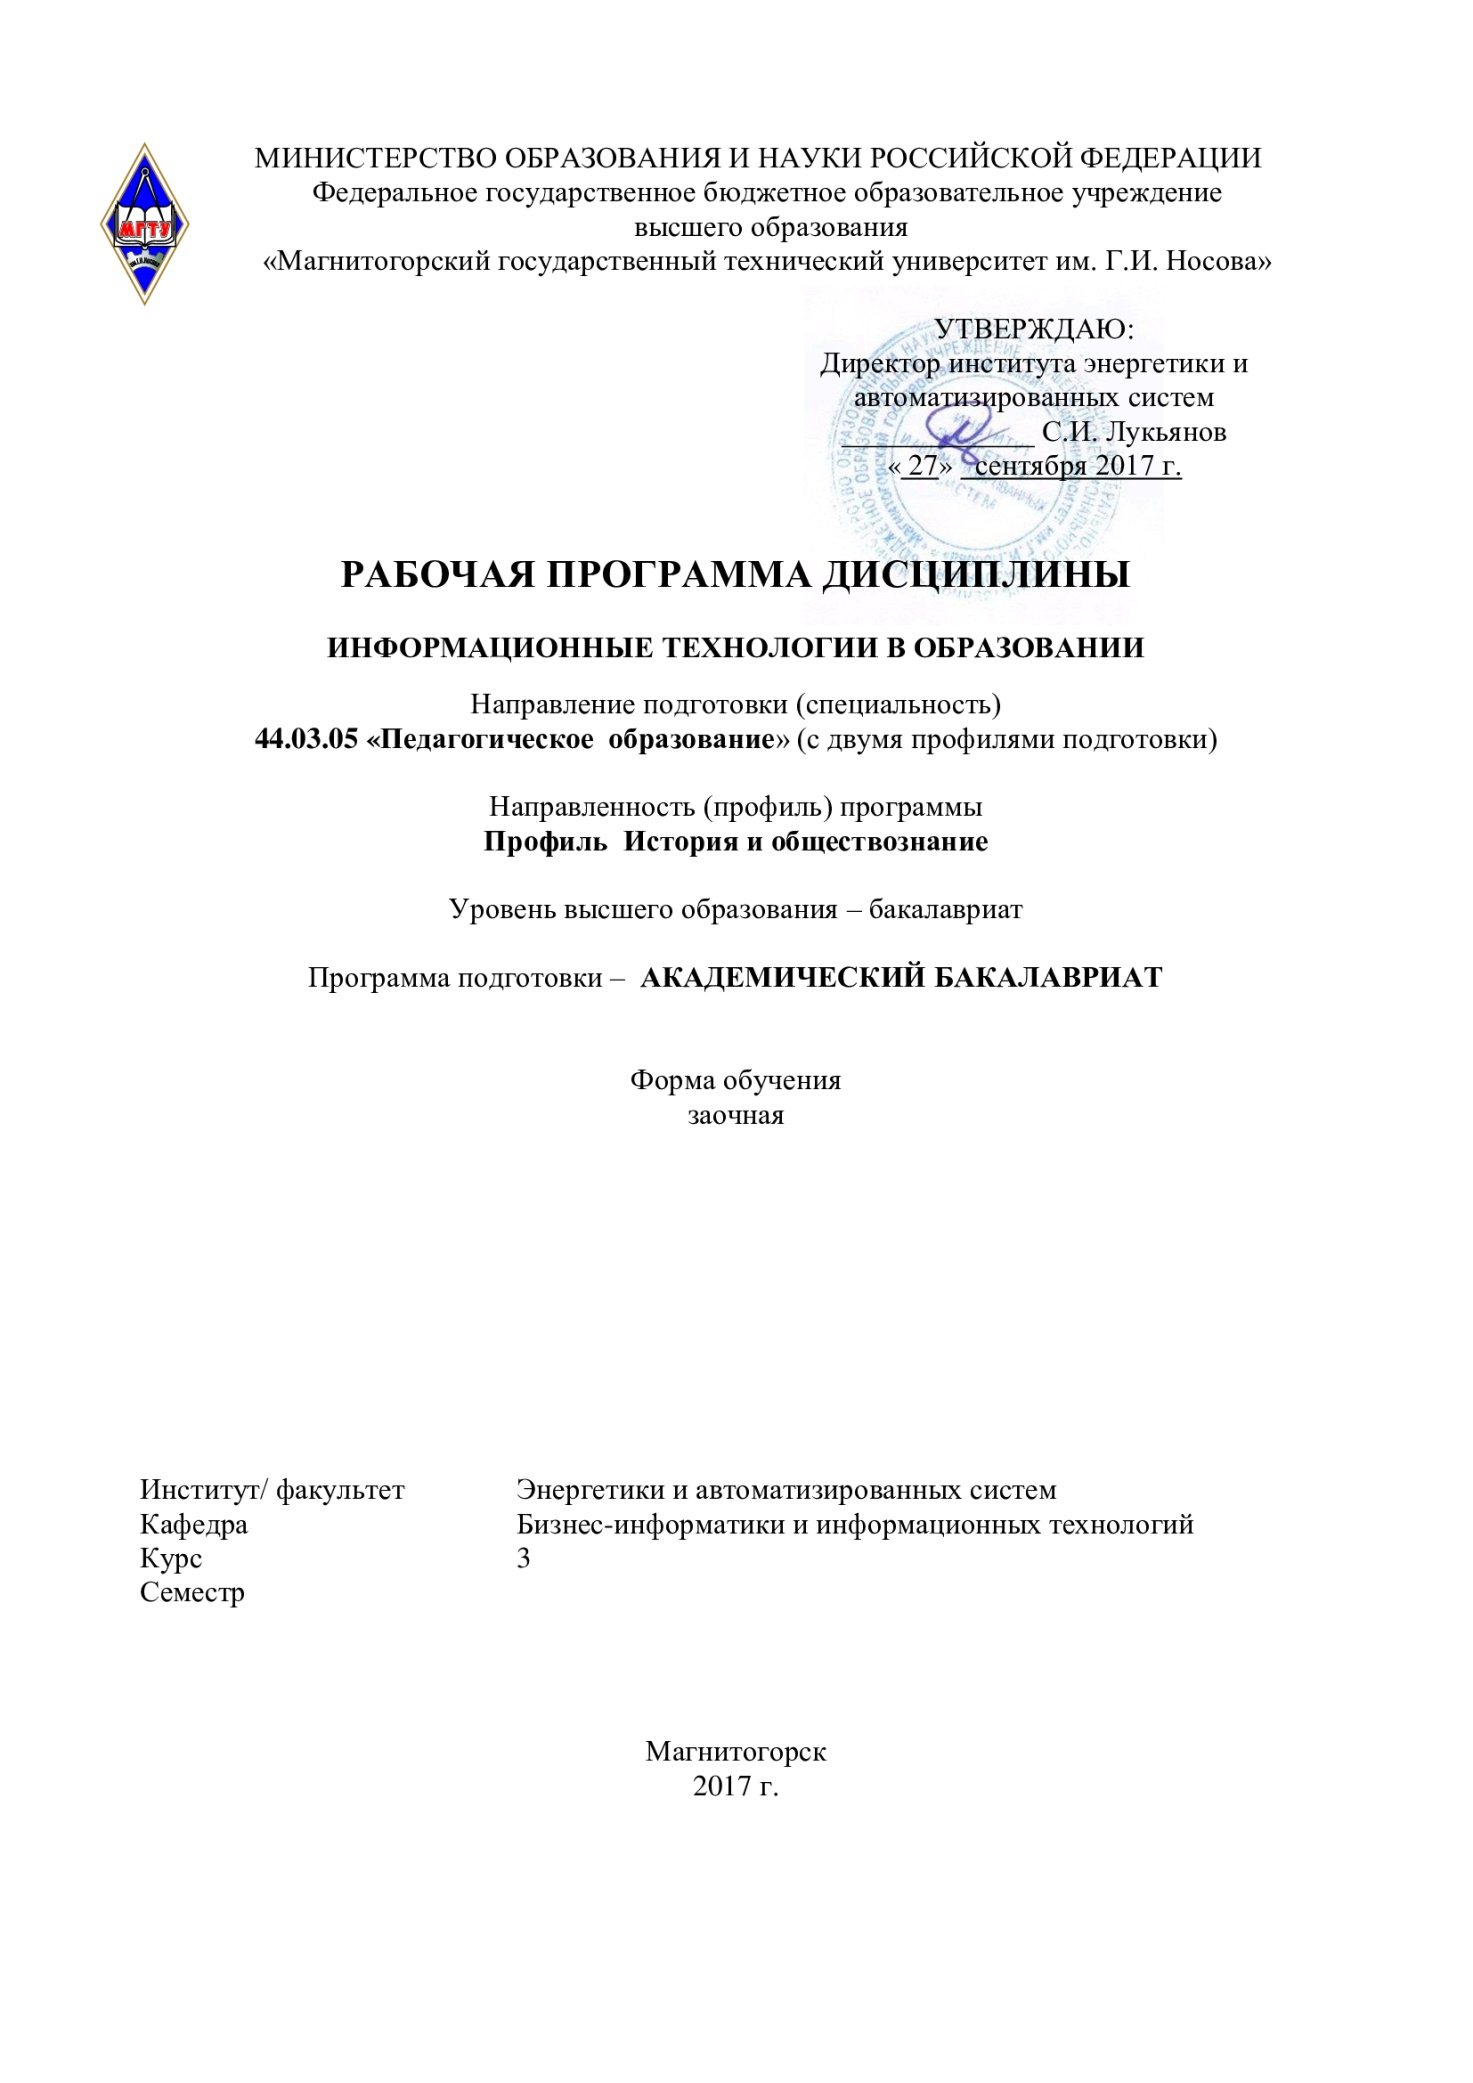 МИНИСТЕРСТВО ОБРАЗОВАНИЯ И НАУКИ РОССИЙСКОЙ ФЕДЕРАЦИИ
Федеральное государственное бюджетное образовательное учреждение
высшего образования
«Магнитогорский государственный технический университет им. Г.И. Носова»
МГТУ
УТВЕРЖДАЮ:
Директор института энергетики и
автоматизированных систем
_____________ С.И. Лукьянов
« 27» сентября 2017 г.
РАБОЧАЯ ПРОГРАММА ДИСЦИПЛИНЫ
ИНФОРМАЦИОННЫЕ ТЕХНОЛОГИИ В ОБРАЗОВАНИИ
Направление подготовки (специальность)
44.03.05 «Педагогическое образование» (с двумя профилями подготовки)
Направленность (профиль) программы
Профиль История и обществознание
Уровень высшего образования – бакалавриат
Программа подготовки – АКАДЕМИЧЕСКИЙ БАКАЛАВРИАТ
Форма обучения
заочная
Институт/ факультет Энергетики и автоматизированных систем
Кафедра Бизнес-информатики и информационных технологий
Курс 3
Семестр
Магнитогорск
2017 г.